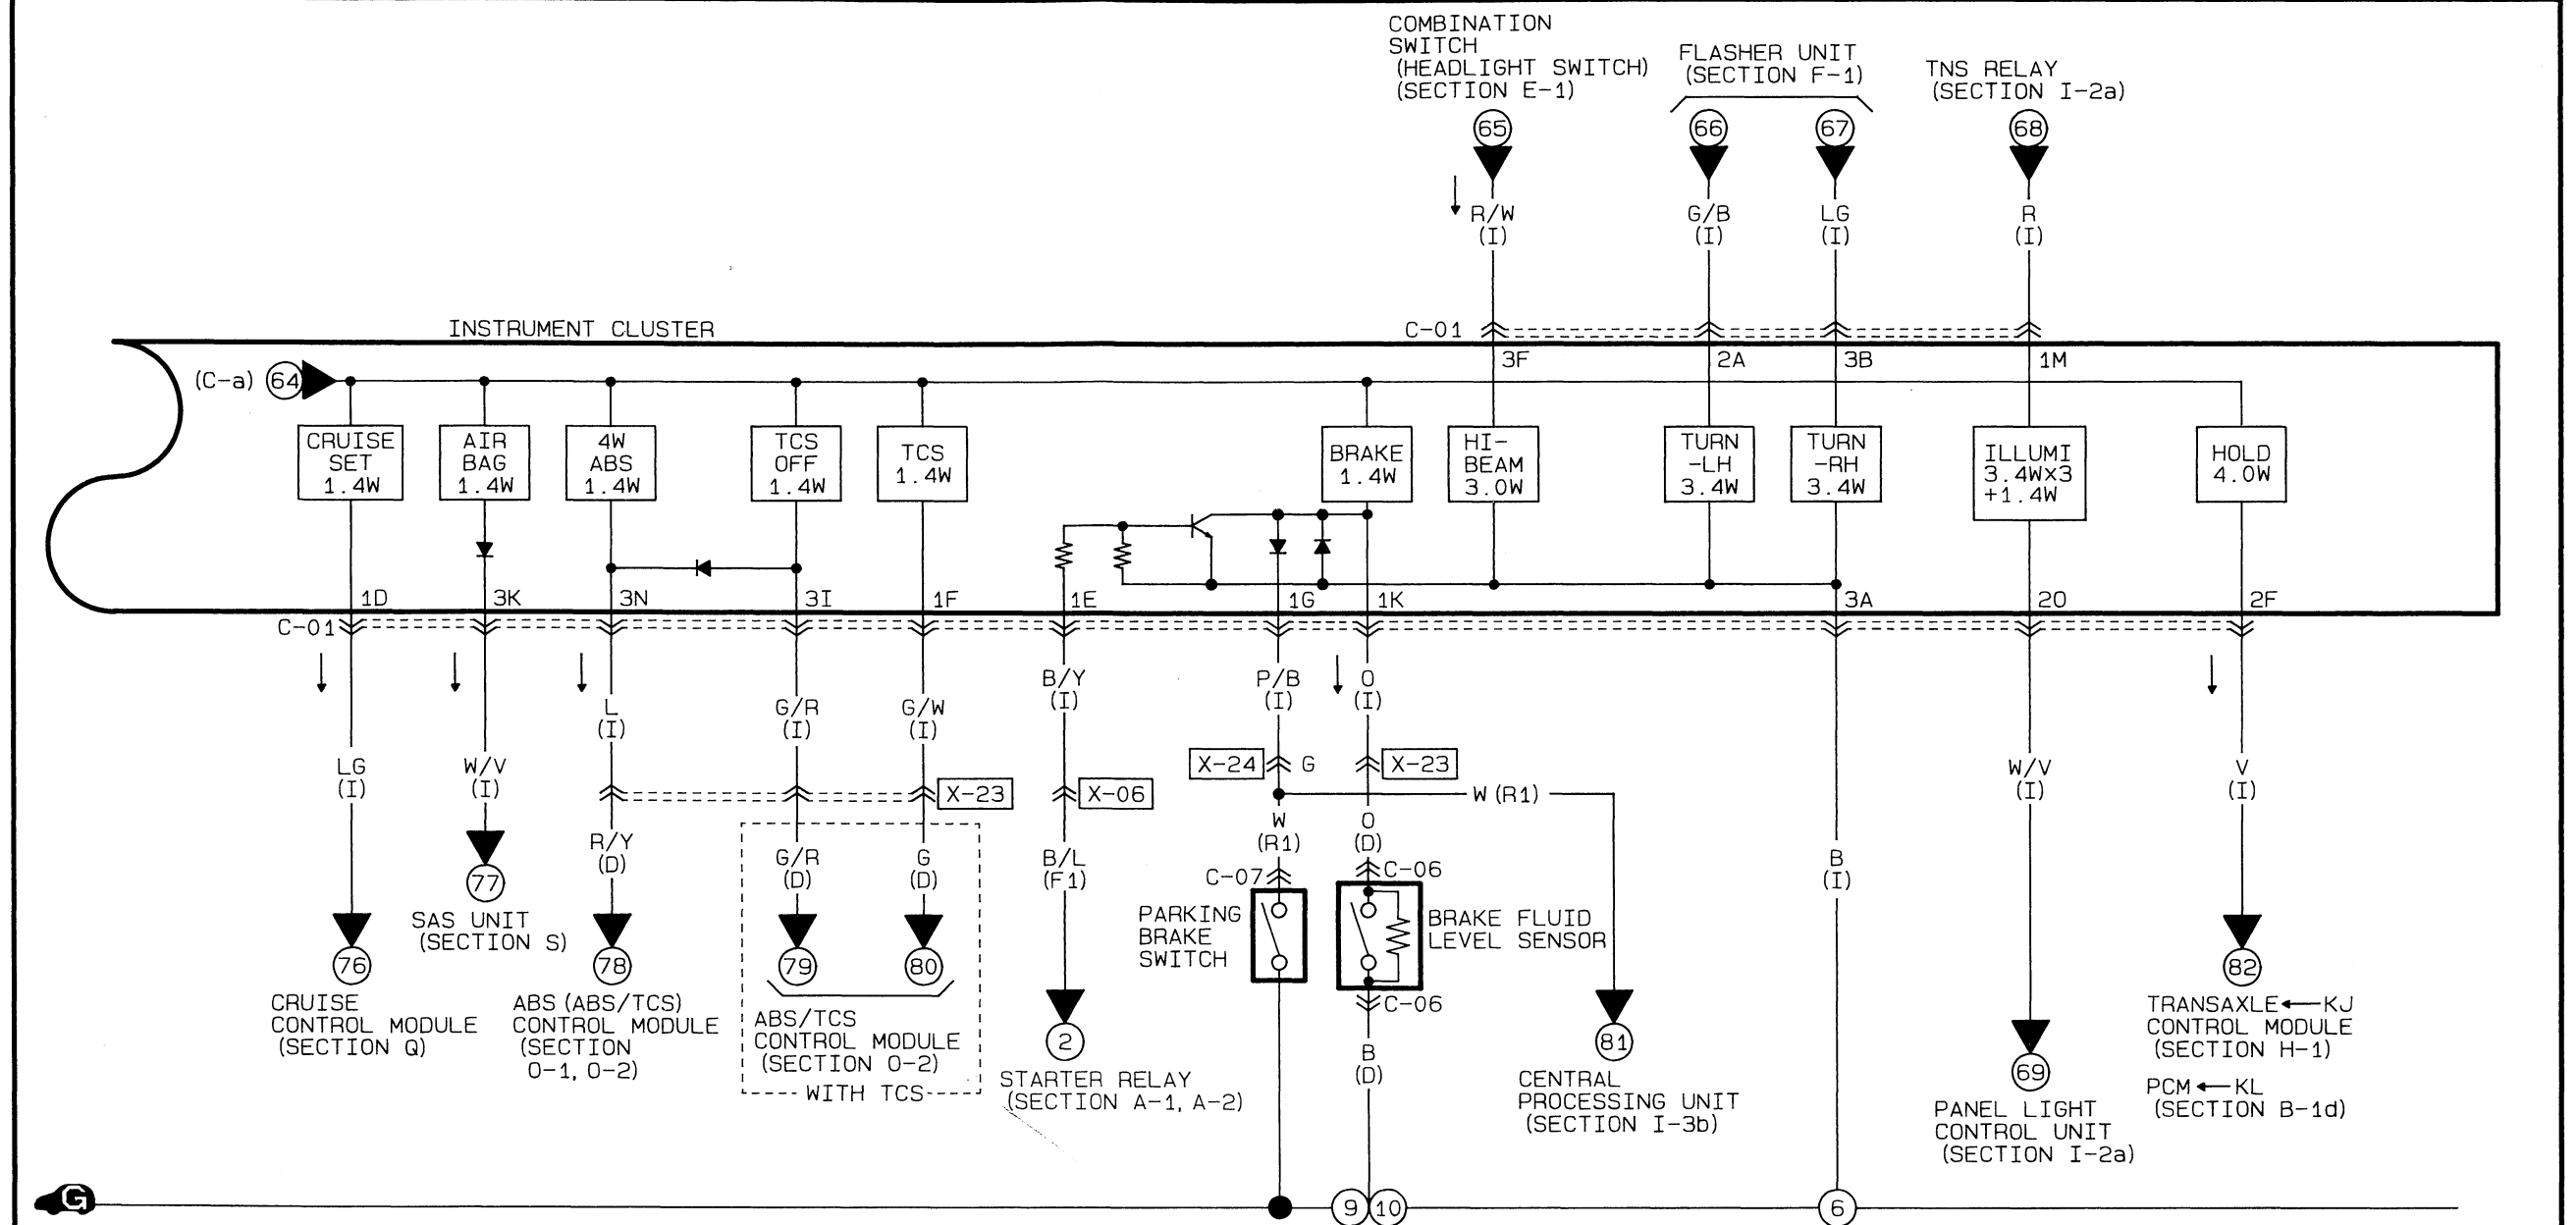 COMBINATION
SWITCH
(HEADLIGHT SWITCH)
(SECTION E-1)
FLASHER UNIT
(SECTION F-1)
TNS RELAY
(SECTION I-2a)
65
66
67
68
R/W
(I)
G/B
(I)
LG
(I)
R
(I)
INSTRUMENT CLUSTER
C-01
3F
2A
3B
1M
(C-a)
64
CRUISE
SET
1.4W
AIR
BAG
1.4W
4W
ABS
1.4W
TCS
OFF
1.4W
TCS
1.4W
BRAKE
1.4W
HI-
BEAM
3.0W
TURN
-LH
3.4W
TURN
-RH
3.4W
ILLUMI
3.4WX3
+1.4W
HOLD
4.0W
1D
3K
3N
3I
1F
1E
1G
1K
3A
2O
2F
C-01
LG
(I)
W/V
(I)
L
(I)
G/R
(I)
G/W
(I)
B/Y
(I)
P/B
(I)
O
(I)
B
(I)
W/V
(I)
V
(I)
X-23
X-06
X-24
G
X-23
W (R1)
R/Y
(D)
G/R
(D)
G
(D)
B/L
(F1)
W
(R1)
O
(D)
C-07
C-06
PARKING
BRAKE
SWITCH
BRAKE FLUID
LEVEL SENSOR
C-06
B
(D)
76
CRUISE
CONTROL MODULE
(SECTION Q)
77
SAS UNIT
(SECTION S)
78
ABS (ABS/TCS)
CONTROL MODULE
(SECTION
O-1, O-2)
79
80
ABS/TCS
CONTROL MODULE
(SECTION O-2)
WITH TCS
2
STARTER RELAY
(SECTION A-1, A-2)
81
CENTRAL
PROCESSING UNIT
(SECTION I-3b)
69
PANEL LIGHT
CONTROL UNIT
(SECTION I-2a)
82
TRANSAXLE←KJ
CONTROL MODULE
(SECTION H-1)
PCM←KL
(SECTION B-1d)
G
9
10
6